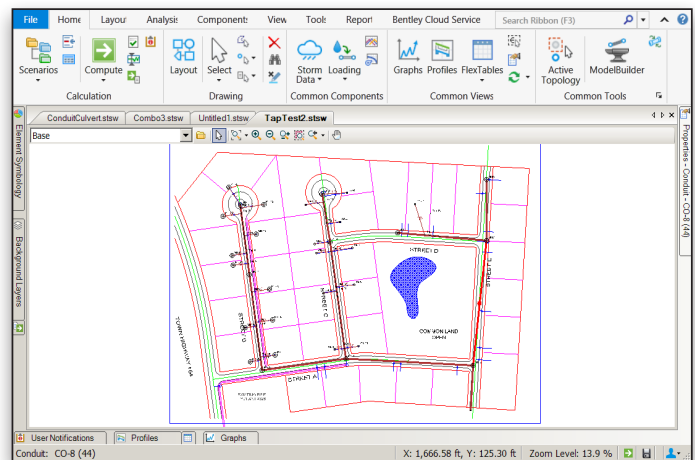 File Home Layout Analysis Components View Tools Report Bentley Cloud Service Search Ribbon (F3)
Scenarios Compute Layout Select Storm Data Loading Graphs Profiles FlexTables Active Topology ModelBuilder
Calculation Drawing Common Components Common Views Common Tools
ConduitCulvert.stsw Combo3.stsw Untitled1.stsw TapTest2.stsw
Base
Element Symbology
Background Layers
Properties - Conduit - CO-8 (44)
STREET D
STREET C
COMMON LAND
OPEN
STREET A
User Notifications Profiles Graphs
Conduit: CO-8 (44) X: 1,666.58 ft, Y: 125.30 ft Zoom Level: 13.9 %